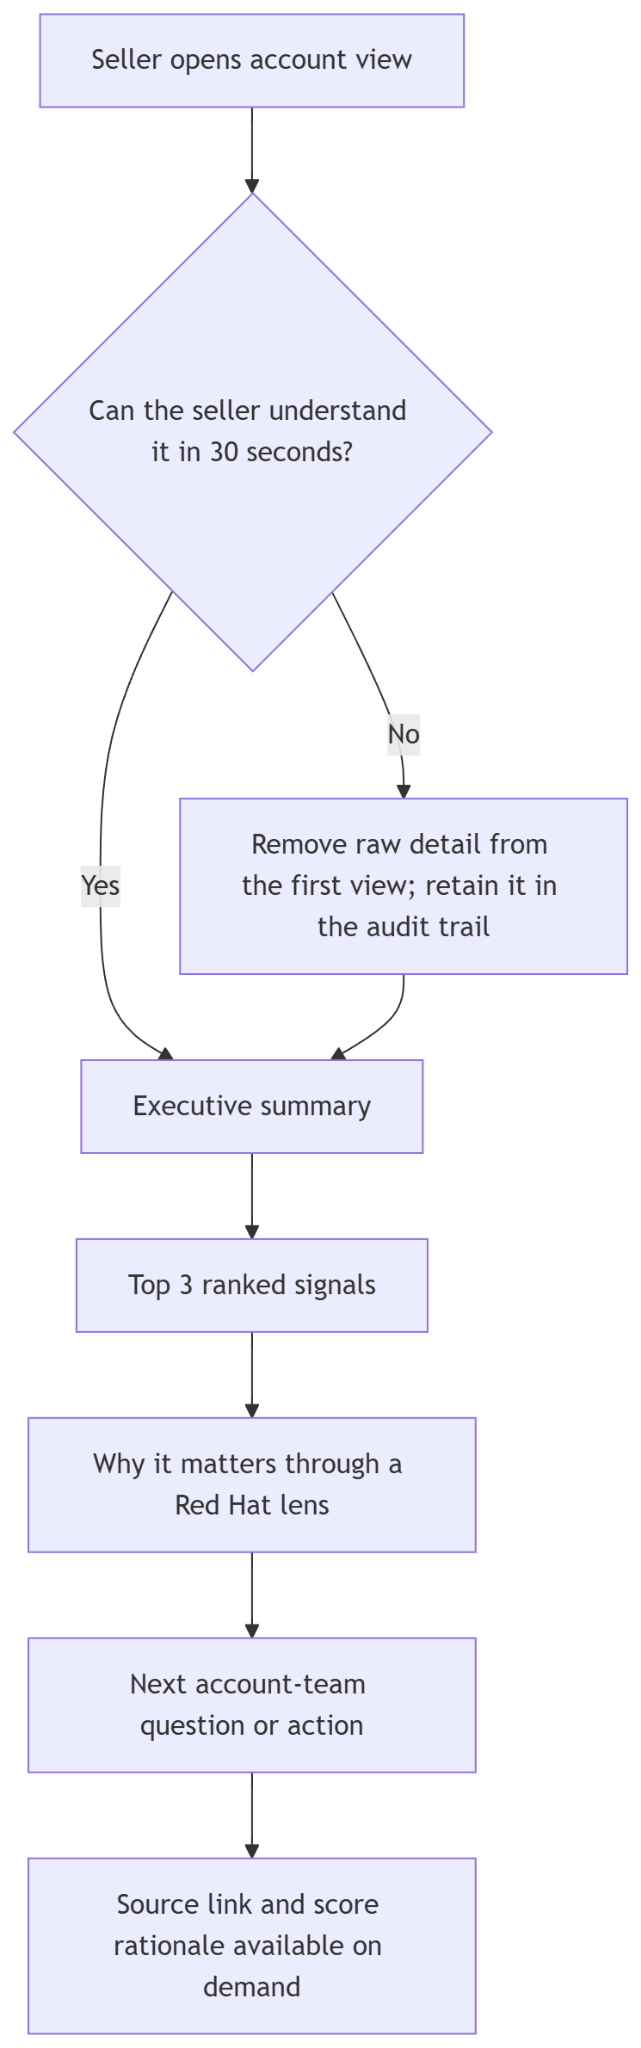 Seller opens account view
Can the seller understand
it in 30 seconds?
No
Remove raw detail from
the first view; retain it in
the audit trail
Yes
Executive summary
Top 3 ranked signals
Why it matters through a
Red Hat lens
Next account-team
question or action
Source link and score
rationale available on
demand